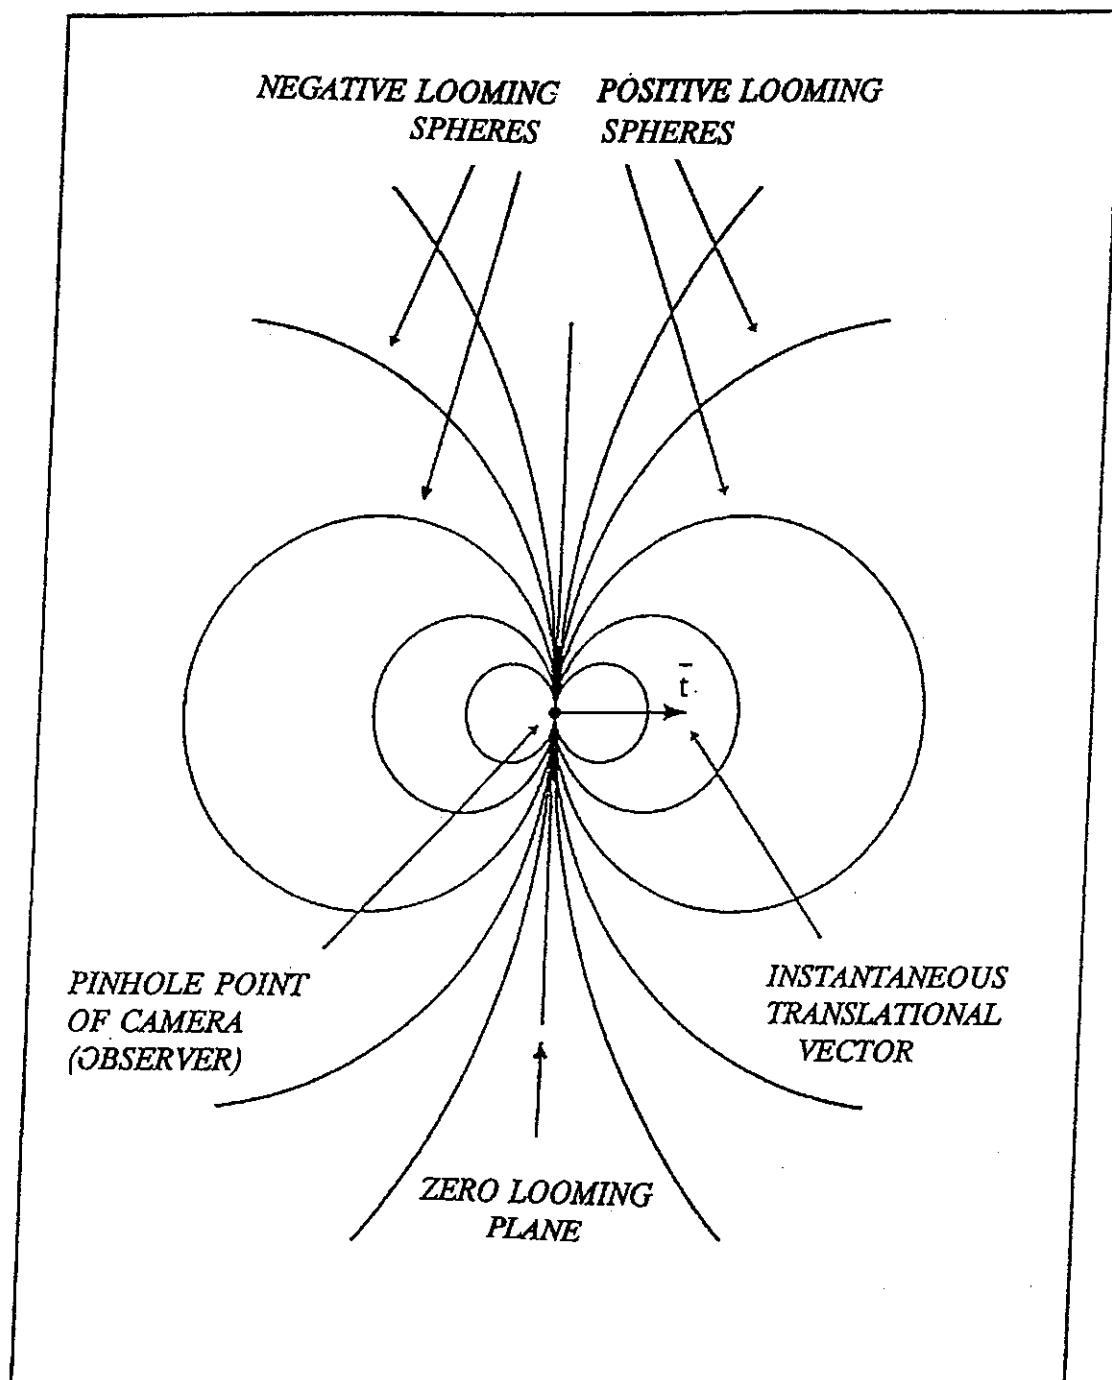 NEGATIVE LOOMING
SPHERES
POSITIVE LOOMING
SPHERES
t
PINHOLE POINT
OF CAMERA
(OBSERVER)
INSTANTANEOUS
TRANSLATIONAL
VECTOR
ZERO LOOMING
PLANE